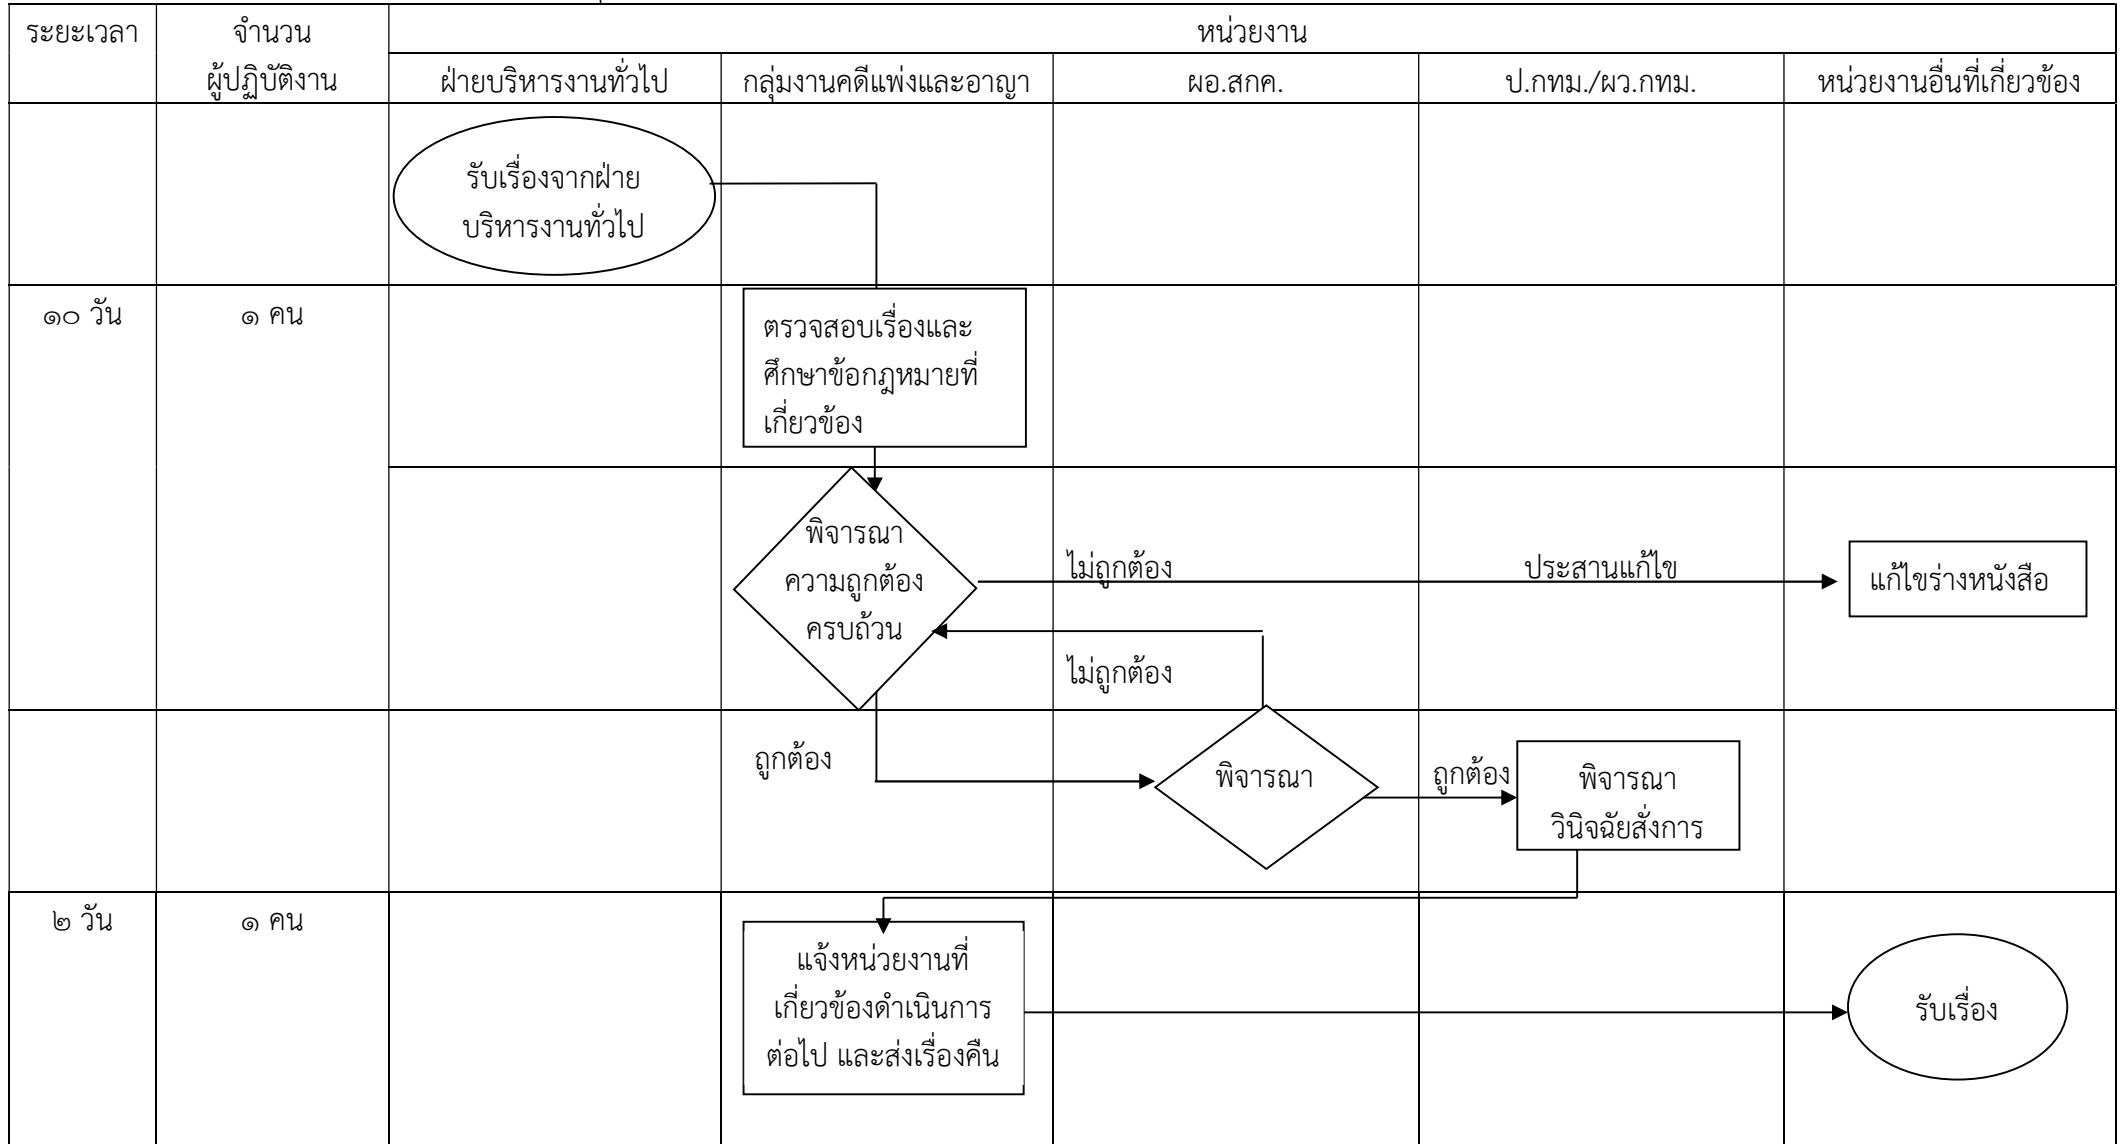 ระยะเวลา
จำนวน
ผู้ปฏิบัติงาน
หน่วยงาน
ฝ่ายบริหารงานทั่วไป
กลุ่มงานคดีแพ่งและอาญา
ผอ.สกค.
ป.กทม./ผว.กทม.
หน่วยงานอื่นที่เกี่ยวข้อง
รับเรื่องจากฝ่าย
บริหารงานทั่วไป
๑๐ วัน
๑ คน
ตรวจสอบเรื่องและ
ศึกษาข้อกฎหมายที่
เกี่ยวข้อง
พิจารณา
ความถูกต้อง
ครบถ้วน
ไม่ถูกต้อง
ประสานแก้ไข
แก้ไขร่างหนังสือ
ไม่ถูกต้อง
ถูกต้อง
พิจารณา
ถูกต้อง
พิจารณา
วินิจฉัยสั่งการ
๒ วัน
๑ คน
แจ้งหน่วยงานที่
เกี่ยวข้องดำเนินการ
ต่อไป และส่งเรื่องคืน
รับเรื่อง